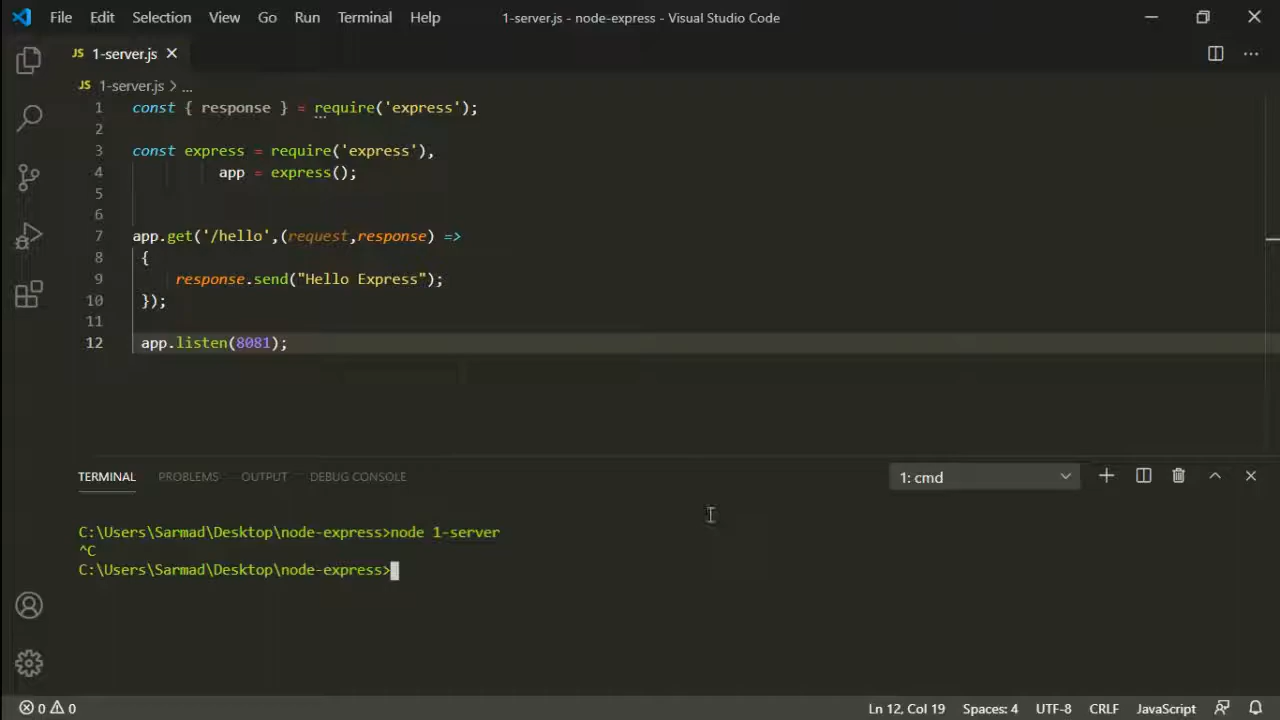 File Edit Selection View Go Run Terminal Help 1-server.js - node-express - Visual Studio Code
JS 1-server.js
JS 1-server.js > ...
1 const { response } = require('express');
2
3 const express = require('express'),
4 app = express();
5
6
7 app.get('/hello',(request,response) =>
8 {
9 response.send("Hello Express");
10 });
11
12 app.listen(8081);
TERMINAL PROBLEMS OUTPUT DEBUG CONSOLE 1: cmd
C:\Users\Sarmad\Desktop\node-express>node 1-server
^C
C:\Users\Sarmad\Desktop\node-express>
0 0 Ln 12, Col 19 Spaces: 4 UTF-8 CRLF JavaScript